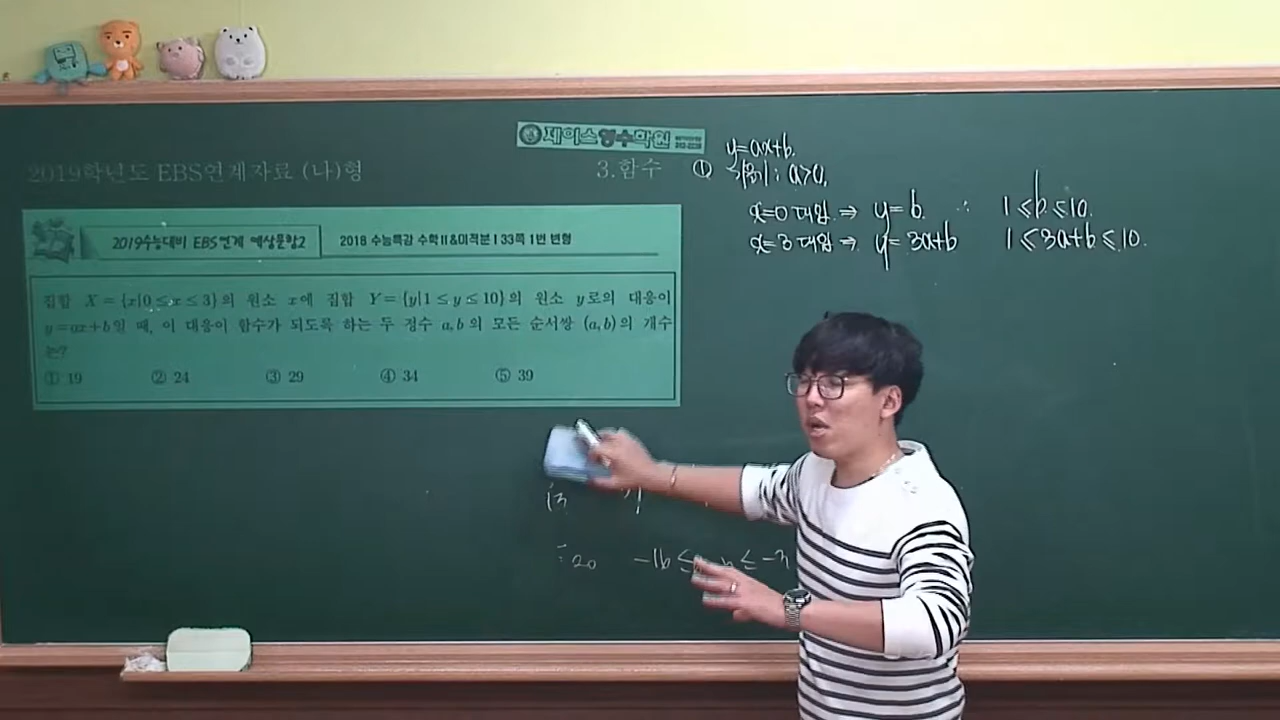 제이스영수학원
2019학년도 EBS연계자료 (나)형
3.함수
2019수능대비 EBS연계 예상문항2
2018 수능특강 수학II&미적분 I 33쪽 1번 변형
집합 X = {x|0 ≤ x ≤ 3}의 원소 x에 집합 Y = {y|1 ≤ y ≤ 10}의 원소 y로의 대응이
y=ax+b일 때, 이 대응이 함수가 되도록 하는 두 정수 a, b의 모든 순서쌍 (a, b)의 개수
는?
① 19 ② 24 ③ 29 ④ 34 ⑤ 39
y=ax+b.
① 기울기 : a>0,
x=0 대입 ⇒ y=b. ∴ 1≤b≤10.
x=3 대입 ⇒ y=3a+b 1≤3a+b≤10.